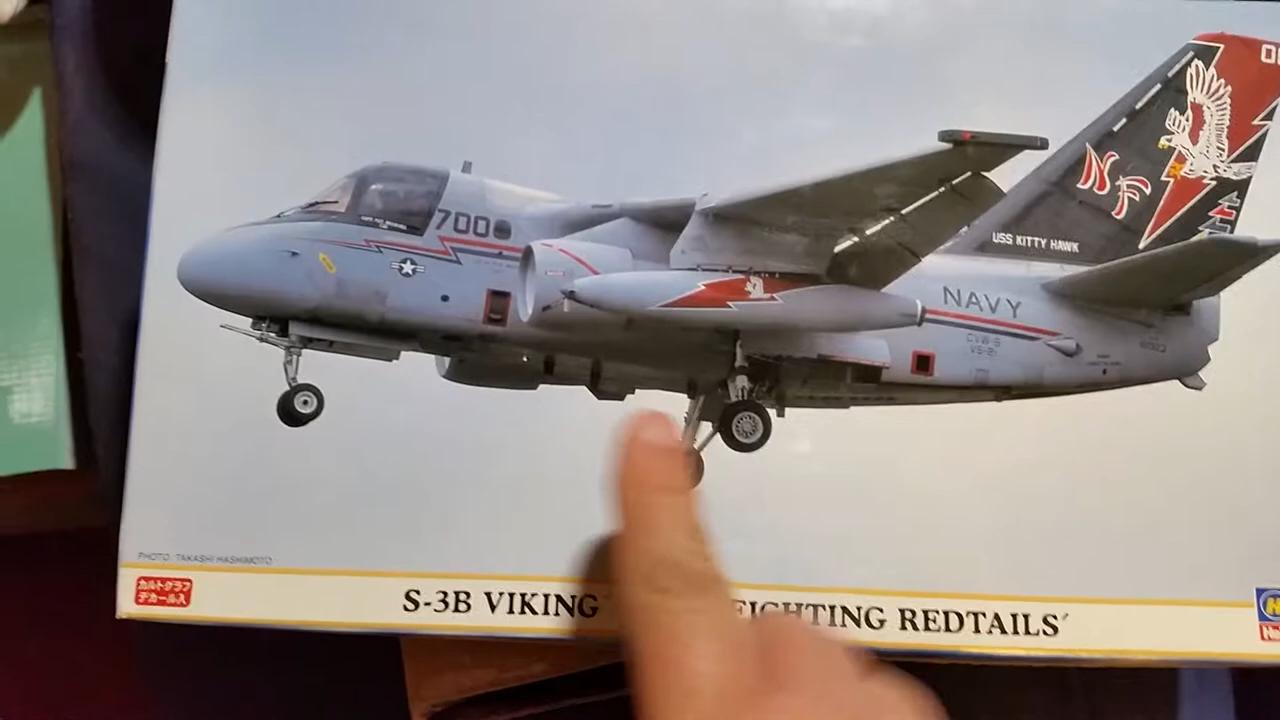 700
NF
USS KITTY HAWK
NAVY
CVW-5
VS-21
PHOTO: TAKASHI HASHIMOTO
カルトグラフ
デカール入
S-3B VIKING
FIGHTING REDTAILS'